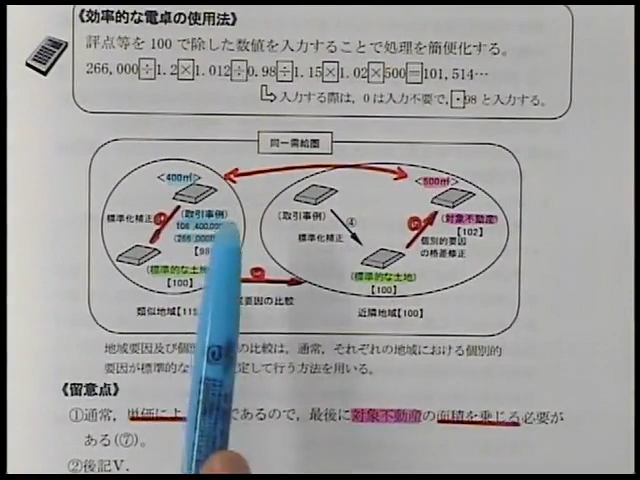 《効率的な電卓の使用法》
評点等を100で除した数値を入力することで処理を簡便化する。
266,000÷1.2×1.012÷0.98÷1.15×1.02×500＝101,514…
入力する際は，0は入力不要で，・98と入力する。
同一需給圏
＜400㎡＞
＜500㎡＞
(取引事例)
106,400,00
(266,000
【98
標準化補正
(標準的な土地
【100】
類似地域【115
要因の比較
(取引事例)
標準化補正
④
(標準的な土地)
【100】
近隣地域【100】
(対象不動産)
【102】
個別的要因
の格差修正
地域要因及び個別 の比較は，通常，それぞれの地域における個別的
要因が標準的な 定して行う方法を用いる。
《留意点》
①通常，単価によ であるので，最後に対象不動産の面積を乗じる必要が
ある(⑦)。
②後記Ⅴ．